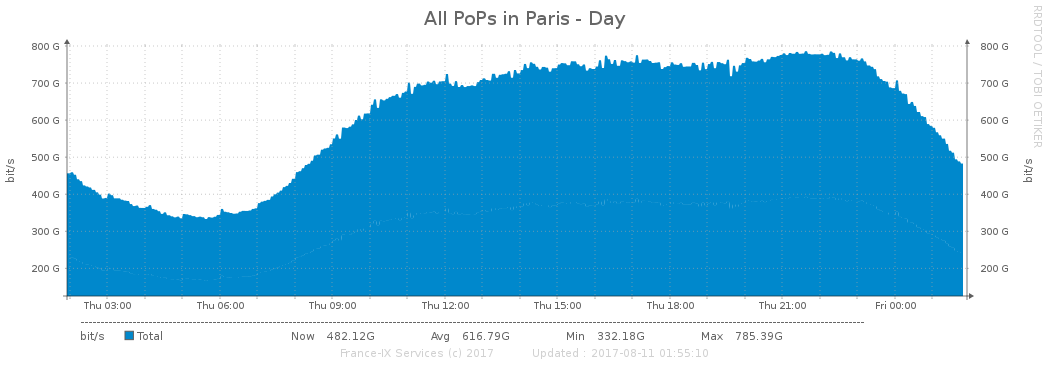 All PoPs in Paris - Day
RRDTOOL / TOBI OETIKER
bit/s
800 G
700 G
600 G
500 G
400 G
300 G
200 G
800 G
700 G
600 G
500 G
400 G
300 G
200 G
bit/s
Thu 03:00 Thu 06:00 Thu 09:00 Thu 12:00 Thu 15:00 Thu 18:00 Thu 21:00 Fri 00:00
bit/s Total Now 482.12G Avg 616.79G Min 332.18G Max 785.39G
France-IX Services (c) 2017 Updated : 2017-08-11 01:55:10